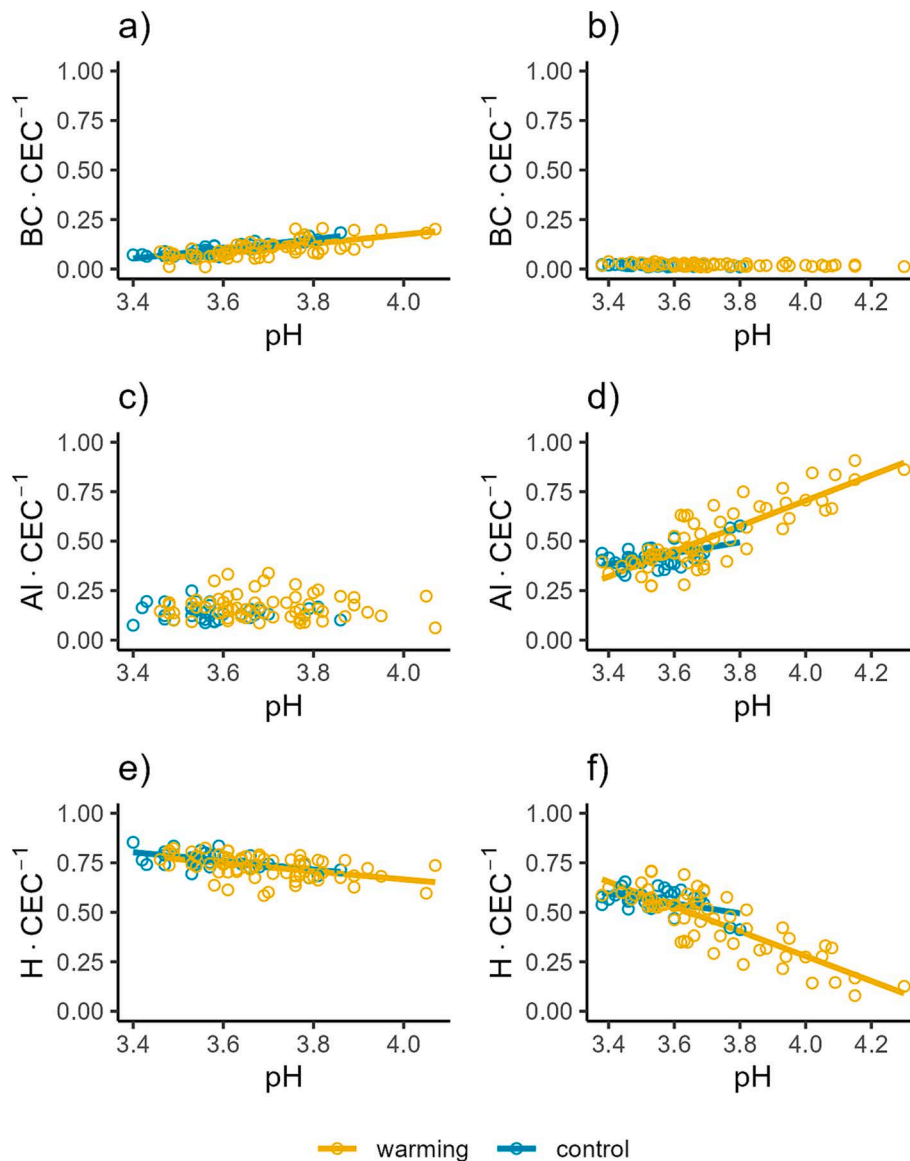 a)
b)
BC · CEC⁻¹
1.00
0.75
0.50
0.25
0.00
3.4 3.6 3.8 4.0
pH
BC · CEC⁻¹
1.00
0.75
0.50
0.25
0.00
3.4 3.6 3.8 4.0 4.2
pH
c)
d)
Al · CEC⁻¹
1.00
0.75
0.50
0.25
0.00
3.4 3.6 3.8 4.0
pH
Al · CEC⁻¹
1.00
0.75
0.50
0.25
0.00
3.4 3.6 3.8 4.0 4.2
pH
e)
f)
H · CEC⁻¹
1.00
0.75
0.50
0.25
0.00
3.4 3.6 3.8 4.0
pH
H · CEC⁻¹
1.00
0.75
0.50
0.25
0.00
3.4 3.6 3.8 4.0 4.2
pH
warming control